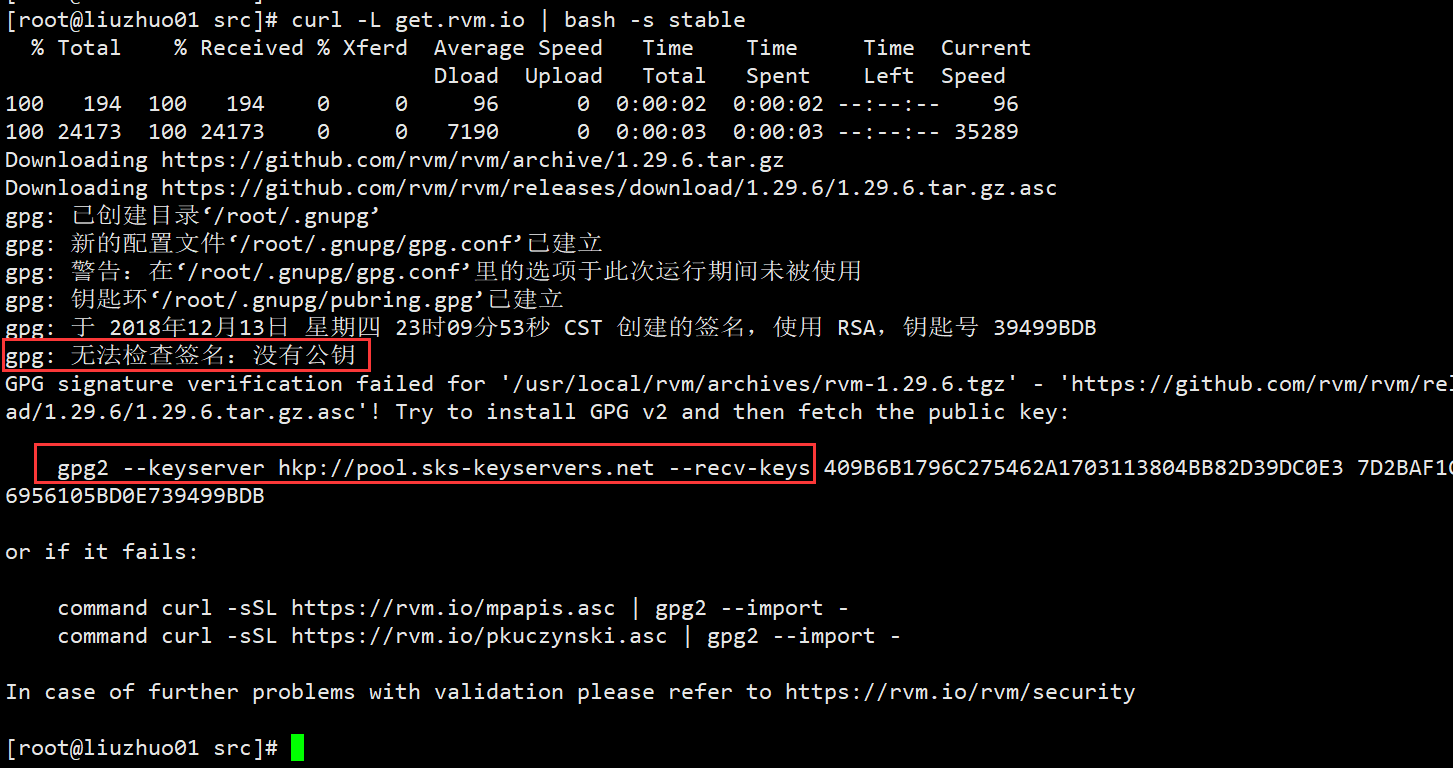 [root@liuzhuo01 src]# curl -L get.rvm.io | bash -s stable
% Total % Received % Xferd Average Speed Time Time Time Current
Dload Upload Total Spent Left Speed
100 194 100 194 0 0 96 0 0:00:02 0:00:02 --:--:-- 96
100 24173 100 24173 0 0 7190 0 0:00:03 0:00:03 --:--:-- 35289
Downloading https://github.com/rvm/rvm/archive/1.29.6.tar.gz
Downloading https://github.com/rvm/rvm/releases/download/1.29.6/1.29.6.tar.gz.asc
gpg: 已创建目录‘/root/.gnupg’
gpg: 新的配置文件‘/root/.gnupg/gpg.conf’已建立
gpg: 警告：在‘/root/.gnupg/gpg.conf’里的选项于此次运行期间未被使用
gpg: 钥匙环‘/root/.gnupg/pubring.gpg’已建立
gpg: 于 2018年12月13日 星期四 23时09分53秒 CST 创建的签名，使用 RSA，钥匙号 39499BDB
gpg: 无法检查签名：没有公钥
GPG signature verification failed for '/usr/local/rvm/archives/rvm-1.29.6.tgz' - 'https://github.com/rvm/rvm/rel
ad/1.29.6/1.29.6.tar.gz.asc'! Try to install GPG v2 and then fetch the public key:
gpg2 --keyserver hkp://pool.sks-keyservers.net --recv-keys 409B6B1796C275462A1703113804BB82D39DC0E3 7D2BAF1
6956105BD0E739499BDB
or if it fails:
command curl -sSL https://rvm.io/mpapis.asc | gpg2 --import -
command curl -sSL https://rvm.io/pkuczynski.asc | gpg2 --import -
In case of further problems with validation please refer to https://rvm.io/rvm/security
[root@liuzhuo01 src]#